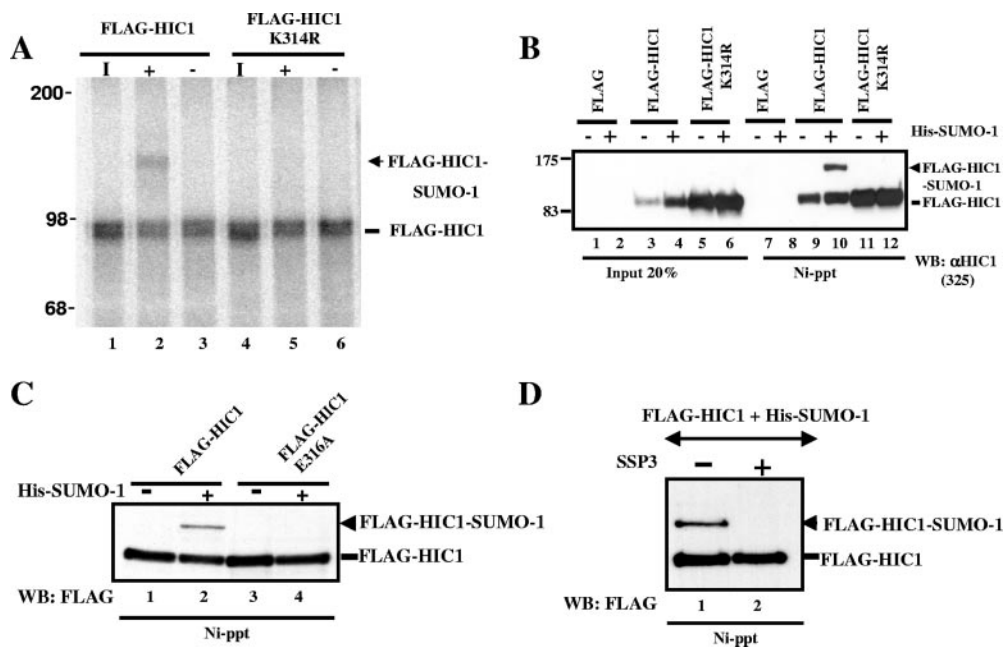 A
FLAG-HIC1
FLAG-HIC1
K314R
I + - I + -
200
98
68
FLAG-HIC1-
SUMO-1
FLAG-HIC1
1 2 3 4 5 6
B
FLAG
FLAG-HIC1
FLAG-HIC1
K314R
FLAG
FLAG-HIC1
FLAG-HIC1
K314R
- + - + - + - + - + - +
His-SUMO-1
175
83
FLAG-HIC1
-SUMO-1
FLAG-HIC1
1 2 3 4 5 6 7 8 9 10 11 12
Input 20%
Ni-ppt
WB: αHIC1
(325)
C
FLAG-HIC1
FLAG-HIC1
E316A
His-SUMO-1 - + - +
FLAG-HIC1-SUMO-1
FLAG-HIC1
WB: FLAG 1 2 3 4
Ni-ppt
D
FLAG-HIC1 + His-SUMO-1
SSP3 - +
FLAG-HIC1-SUMO-1
FLAG-HIC1
WB: FLAG 1 2
Ni-ppt